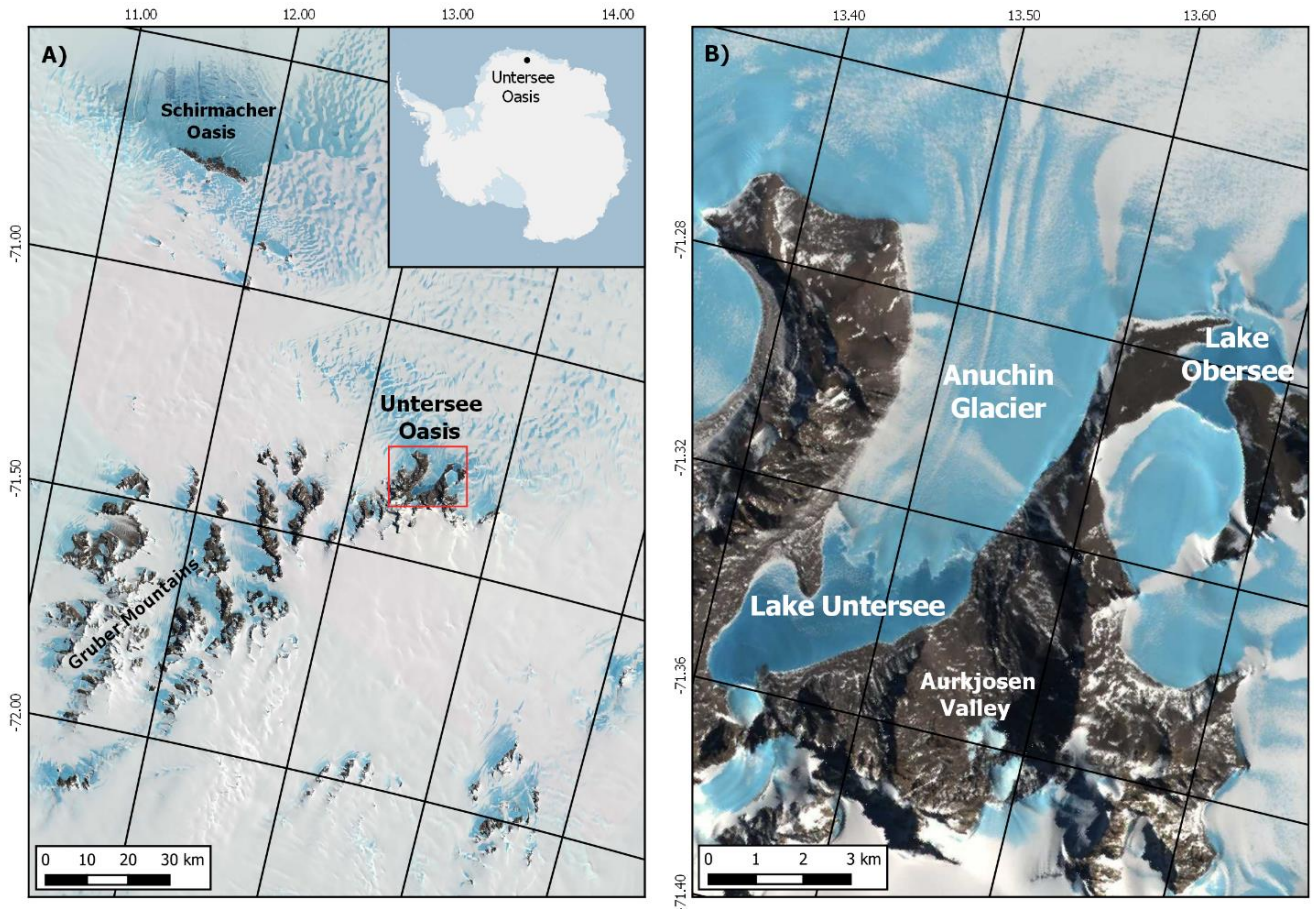 11.00
12.00
13.00
14.00
A)
Schirmacher
Oasis
Untersee
Oasis
-71.00
Untersee
Oasis
-71.50
Gruber Mountains
-72.00
0 10 20 30 km
13.40
13.50
13.60
B)
-71.28
Lake
Obersee
Anuchin
Glacier
-71.32
Lake Untersee
-71.36
Aurkjosen
Valley
0 1 2 3 km
-71.40